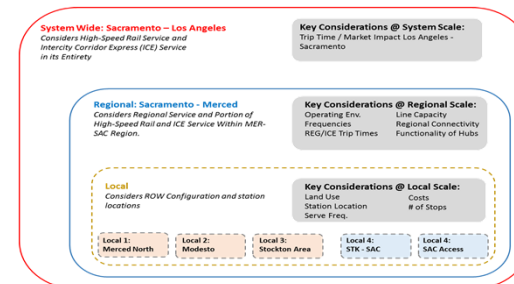 System Wide: Sacramento – Los Angeles
Considers High-Speed Rail Service and
Intercity Corridor Express (ICE) Service
in its Entirety
Key Considerations @ System Scale:
Trip Time / Market Impact Los Angeles -
Sacramento
Regional: Sacramento - Merced
Considers Regional Service and Portion of
High-Speed Rail and ICE Service Within MER-
SAC Region.
Key Considerations @ Regional Scale:
Operating Env. Line Capacity
Frequencies Regional Connectivity
REG/ICE Trip Times Functionality of Hubs
Local
Considers ROW Configuration and station
locations
Key Considerations @ Local Scale:
Land Use Costs
Station Location # of Stops
Serve Freq.
Local 1:
Merced North
Local 2:
Modesto
Local 3:
Stockton Area
Local 4:
STK - SAC
Local 4:
SAC Access